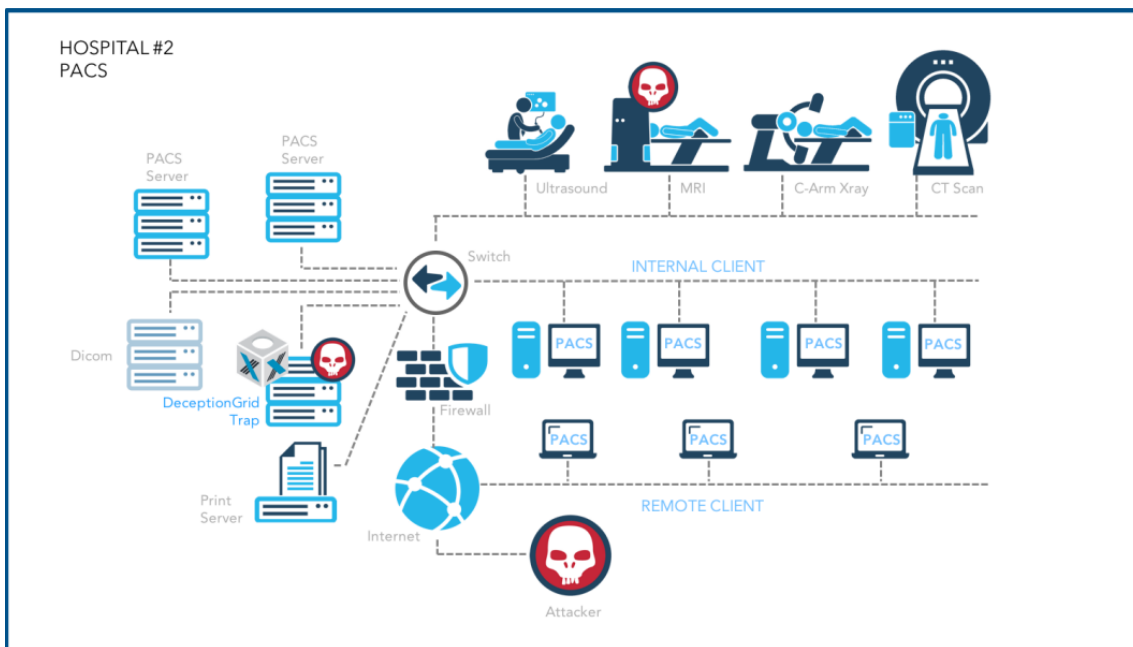 HOSPITAL #2
PACS
PACS
Server
PACS
Server
Ultrasound
MRI
C-Arm Xray
CT Scan
Switch
INTERNAL CLIENT
Dicom
DeceptionGrid
Trap
PACS
PACS
PACS
PACS
Firewall
PACS
PACS
PACS
Print
Server
REMOTE CLIENT
Internet
Attacker